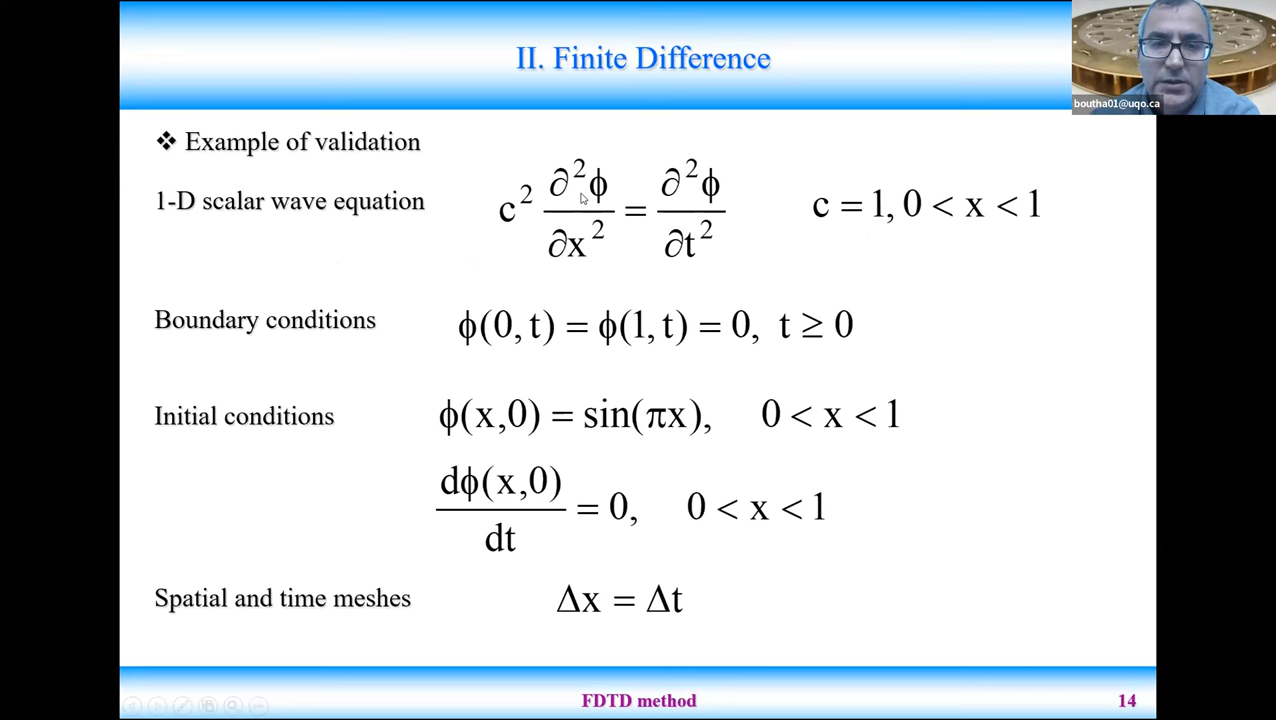 II. Finite Difference
boutha01@uqo.ca
❖ Example of validation
1-D scalar wave equation c² ∂²ϕ/∂x² = ∂²ϕ/∂t² c = 1, 0 < x < 1
Boundary conditions ϕ(0, t) = ϕ(1, t) = 0, t ≥ 0
Initial conditions ϕ(x,0) = sin(πx), 0 < x < 1
dϕ(x,0)/dt = 0, 0 < x < 1
Spatial and time meshes Δx = Δt
FDTD method 14